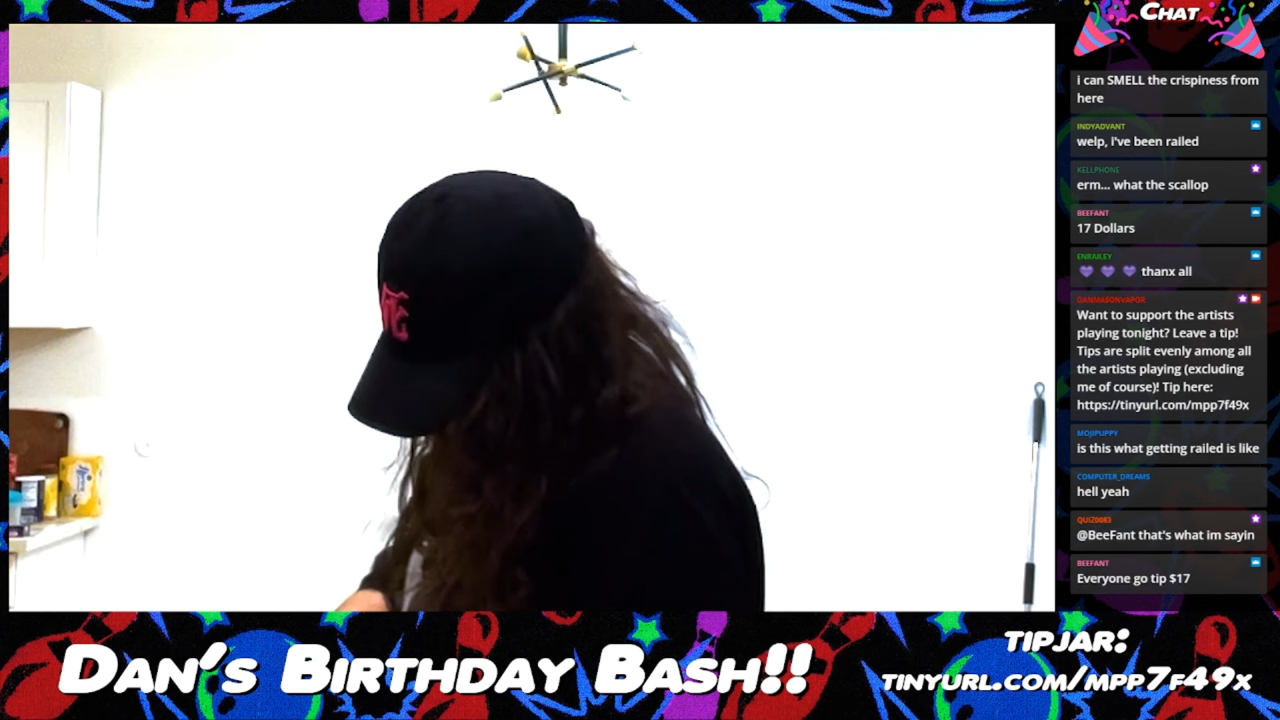 CHAT
i can SMELL the crispiness from
here
INDYADVANT
welp, i've been railed
KELLPHONE
erm... what the scallop
BEEFANT
17 Dollars
ENRAILEY
thanx all
DANMASONVAPOR
Want to support the artists
playing tonight? Leave a tip!
Tips are split evenly among all
the artists playing (excluding
me of course)! Tip here:
https://tinyurl.com/mpp7f49x
MOJIPUPPY
is this what getting railed is like
COMPUTER_DREAMS
hell yeah
QUIZ0083
@BeeFant that's what im sayin
BEEFANT
Everyone go tip $17
DAN'S BIRTHDAY BASH!!
TIPJAR:
TINYURL.COM/MPP7F49X